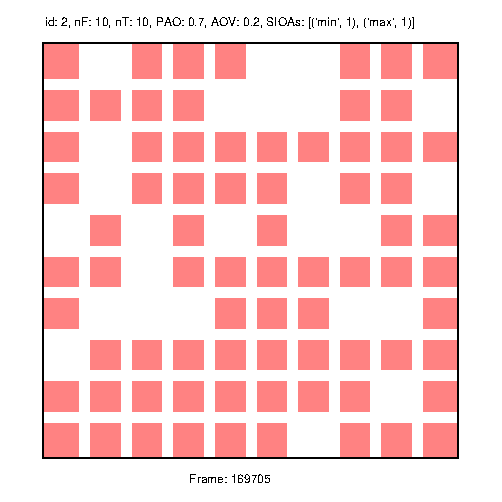 id: 2, nF: 10, nT: 10, PAO: 0.7, AOV: 0.2, SIOAs: [('min', 1), ('max', 1)]
Frame: 169705